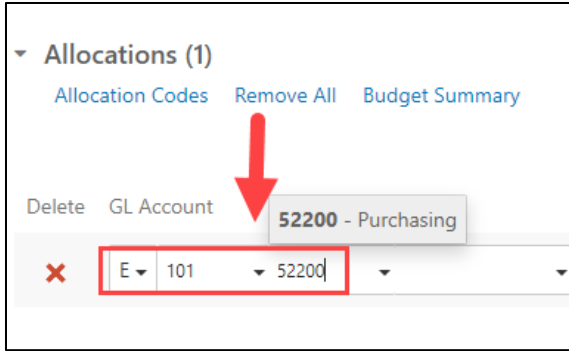 Allocations (1)
Allocation Codes Remove All Budget Summary
Delete GL Account
52200 - Purchasing
E 101 52200